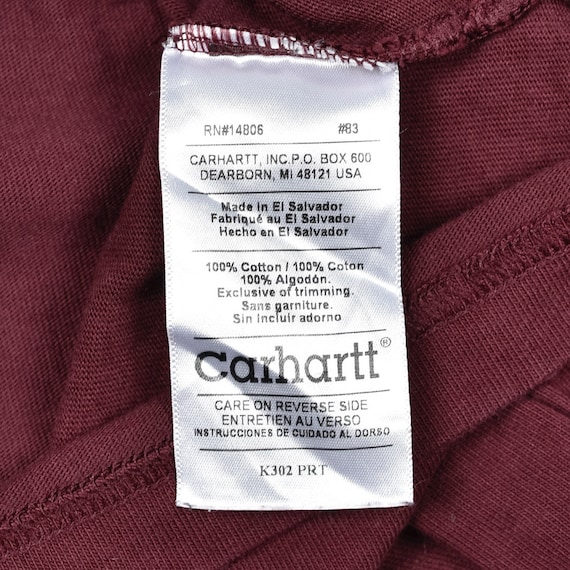 RN#14806 #83
CARHARTT, INC.P.O. BOX 600
DEARBORN, MI 48121 USA
Made in El Salvador
Fabriqué au El Salvador
Hecho en El Salvador
100% Cotton / 100% Coton
100% Algodón.
Exclusive of trimming.
Sans garniture.
Sin incluir adorno
Carhartt®
CARE ON REVERSE SIDE
ENTRETIEN AU VERSO
INSTRUCCIONES DE CUIDADO AL DORSO
K302 PRT